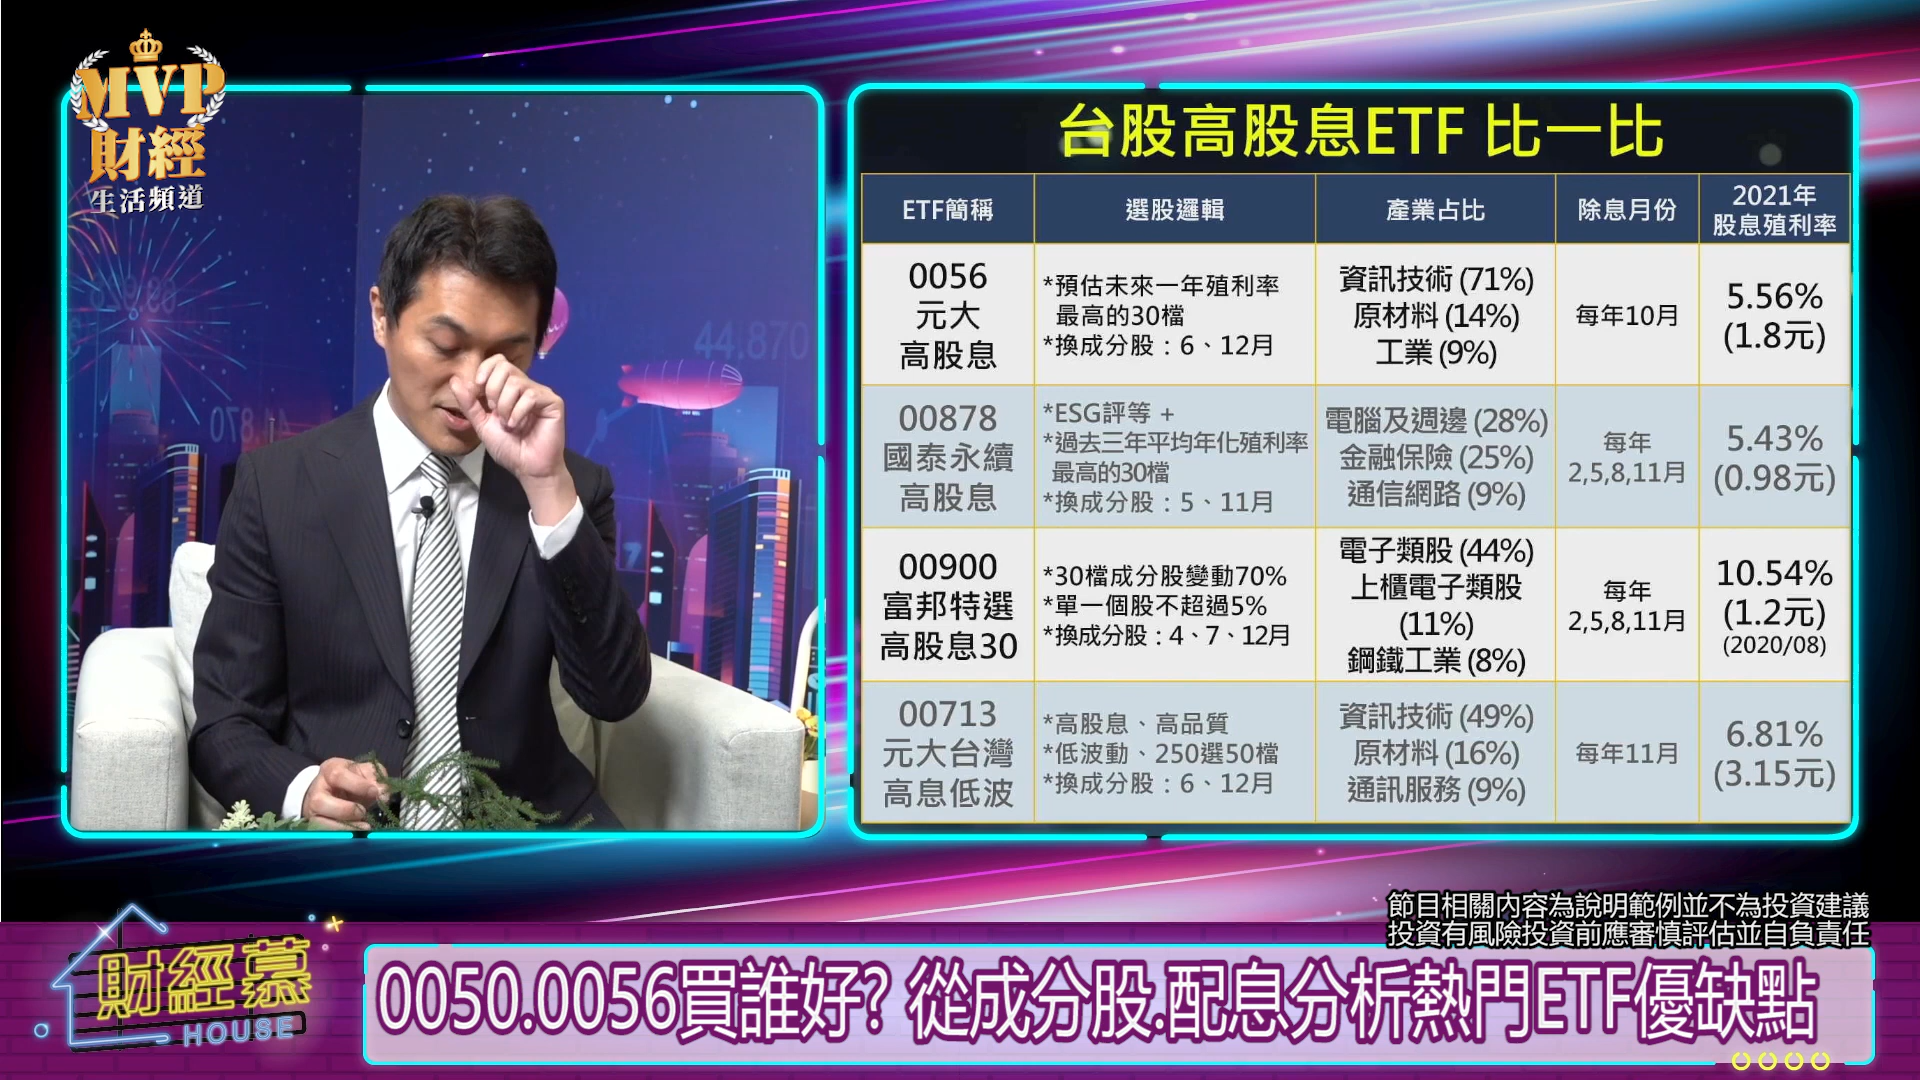 MVP
財經
生活頻道
44.870
台股高股息ETF 比一比
ETF簡稱
選股邏輯
產業占比
除息月份
2021年
股息殖利率
0056
元大
高股息
*預估未來一年殖利率
最高的30檔
*換成分股：6、12月
資訊技術 (71%)
原材料 (14%)
工業 (9%)
每年10月
5.56%
(1.8元)
00878
國泰永續
高股息
*ESG評等 +
*過去三年平均年化殖利率
最高的30檔
*換成分股：5、11月
電腦及週邊 (28%)
金融保險 (25%)
通信網路 (9%)
每年
2,5,8,11月
5.43%
(0.98元)
00900
富邦特選
高股息30
*30檔成分股變動70%
*單一個股不超過5%
*換成分股：4、7、12月
電子類股 (44%)
上櫃電子類股
(11%)
鋼鐵工業 (8%)
每年
2,5,8,11月
10.54%
(1.2元)
(2020/08)
00713
元大台灣
高息低波
*高股息、高品質
*低波動、250選50檔
*換成分股：6、12月
資訊技術 (49%)
原材料 (16%)
通訊服務 (9%)
每年11月
6.81%
(3.15元)
節目相關內容為說明範例並不為投資建議
投資有風險投資前應審慎評估並自負責任
財經慕
HOUSE
0050.0056買誰好? 從成分股.配息分析熱門ETF優缺點